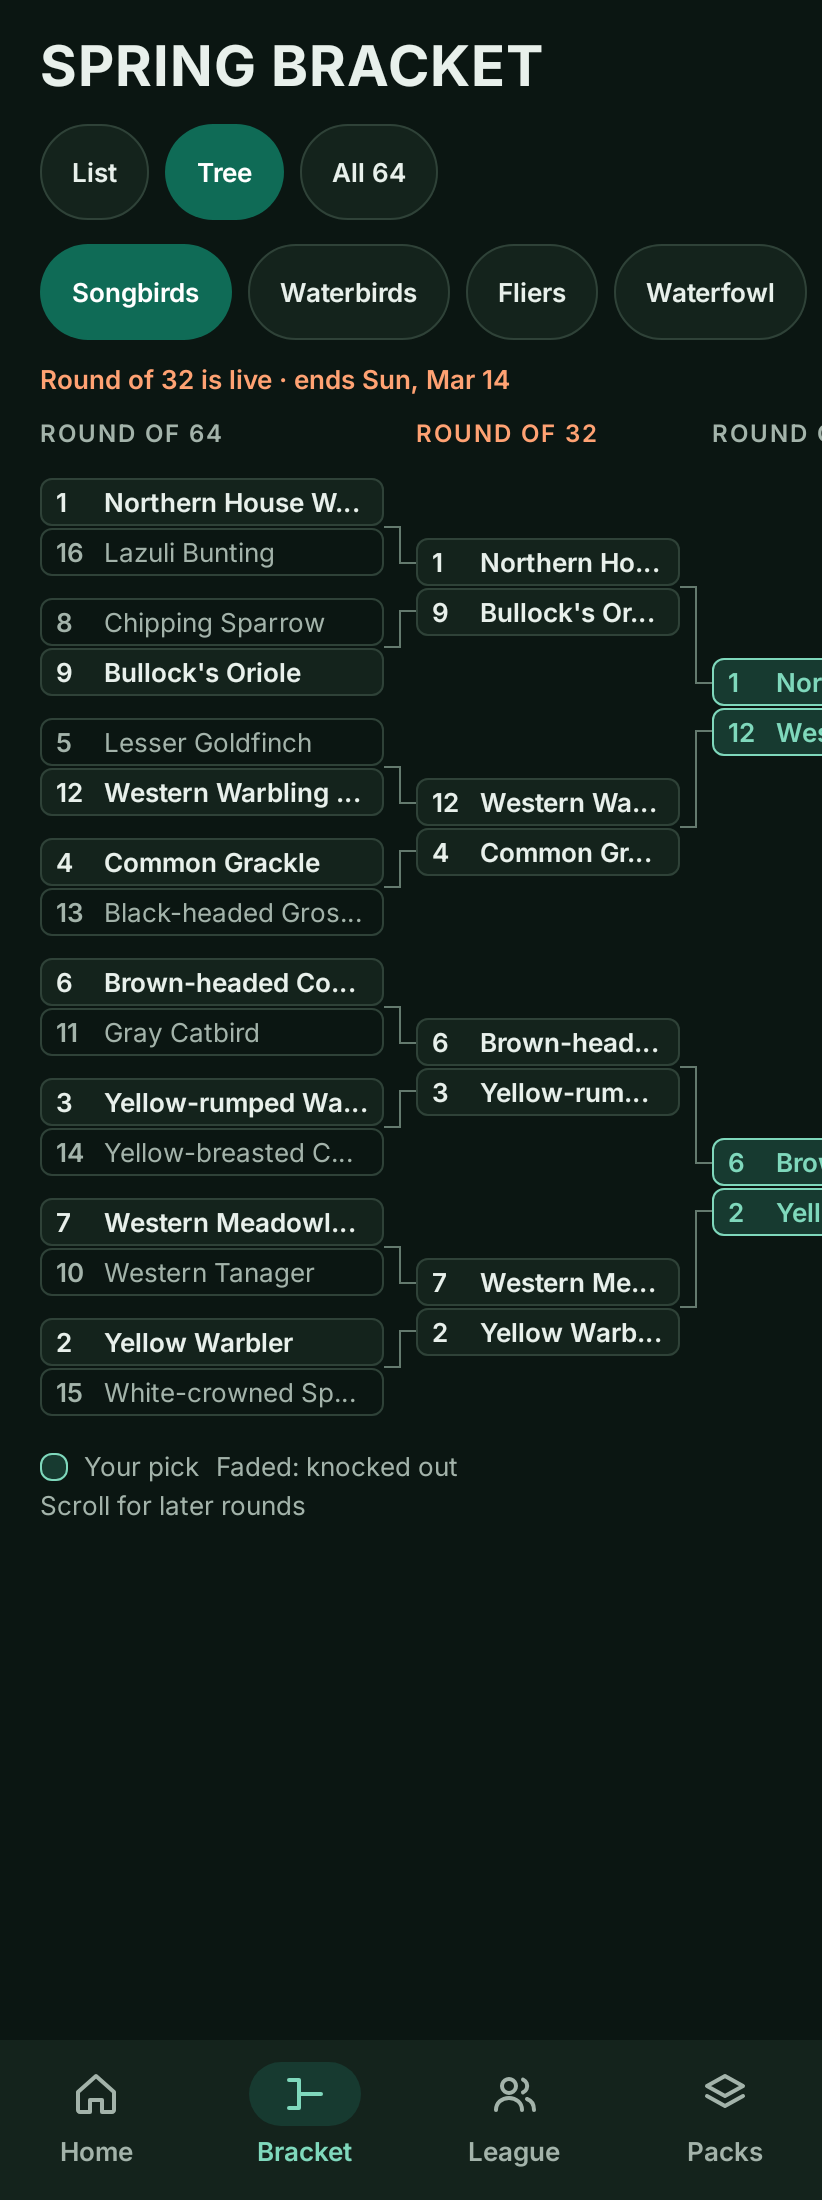 SPRING BRACKET
List Tree All 64
Songbirds Waterbirds Fliers Waterfowl
Round of 32 is live · ends Sun, Mar 14
ROUND OF 64 ROUND OF 32 ROUND
1 Northern House W...
16 Lazuli Bunting
1 Northern Ho...
9 Bullock's Or...
8 Chipping Sparrow
9 Bullock's Oriole
1 Nor
12 Wes
5 Lesser Goldfinch
12 Western Warbling ...
12 Western Wa...
4 Common Gr...
4 Common Grackle
13 Black-headed Gros...
6 Brown-headed Co...
11 Gray Catbird
6 Brown-head...
3 Yellow-rum...
3 Yellow-rumped Wa...
14 Yellow-breasted C...
6 Brov
2 Yell
7 Western Meadowl...
10 Western Tanager
7 Western Me...
2 Yellow Warb...
2 Yellow Warbler
15 White-crowned Sp...
Your pick Faded: knocked out
Scroll for later rounds
Home Bracket League Packs